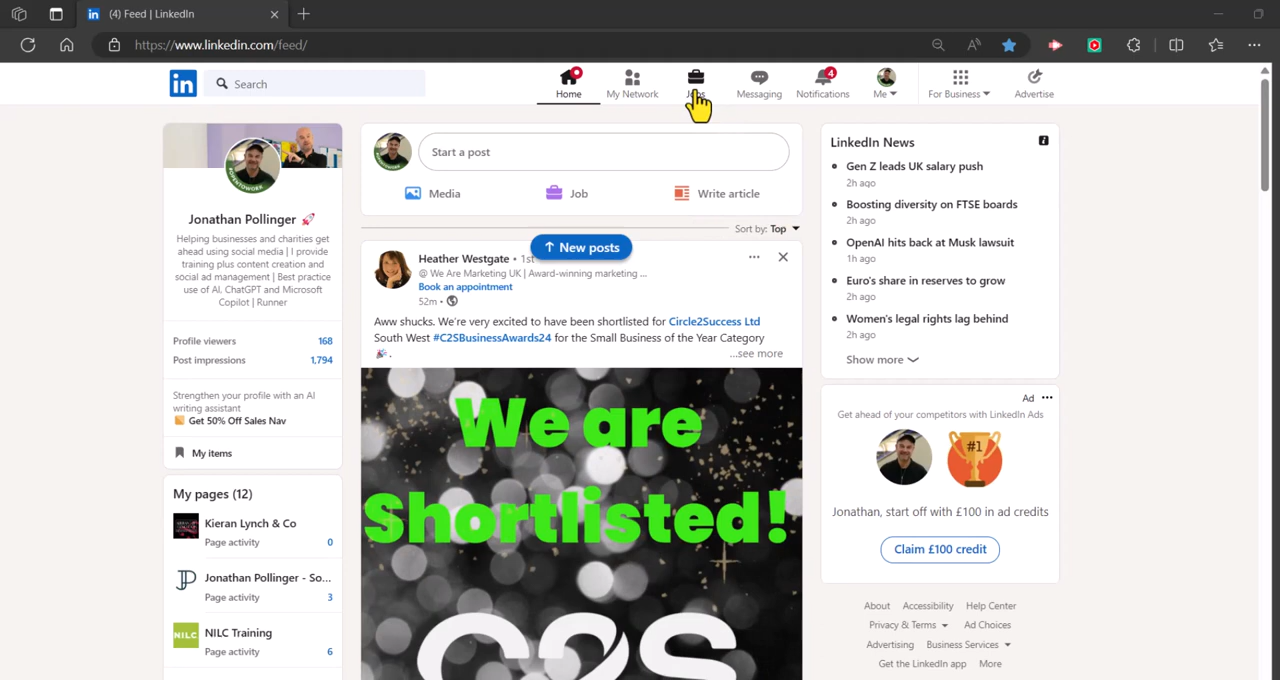 (4) Feed | LinkedIn
https://www.linkedin.com/feed/
in
Search
Home
My Network
Jobs
Messaging
4
Notifications
Me
For Business
Advertise
#OPENTOWORK
Jonathan Pollinger 🚀
Helping businesses and charities get
ahead using social media | I provide
training plus content creation and
social ad management | Best practice
use of AI, ChatGPT and Microsoft
Copilot | Runner
Profile viewers 168
Post impressions 1,794
Strengthen your profile with an AI
writing assistant
Get 50% Off Sales Nav
My items
My pages (12)
Kieran Lynch & Co
Page activity 0
Jonathan Pollinger - So...
Page activity 3
NILC
NILC Training
Page activity 6
Start a post
Media
Job
Write article
Sort by: Top
↑ New posts
Heather Westgate • 1st
@ We Are Marketing UK | Award-winning marketing ...
Book an appointment
52m •
Aww shucks. We're very excited to have been shortlisted for Circle2Success Ltd
South West #C2SBusinessAwards24 for the Small Business of the Year Category
🎉.
...see more
We are
Shortlisted!
C2S
LinkedIn News
Gen Z leads UK salary push
2h ago
Boosting diversity on FTSE boards
2h ago
OpenAI hits back at Musk lawsuit
1h ago
Euro's share in reserves to grow
2h ago
Women's legal rights lag behind
2h ago
Show more
Ad ...
Get ahead of your competitors with LinkedIn Ads
#1
Jonathan, start off with £100 in ad credits
Claim £100 credit
About Accessibility Help Center
Privacy & Terms Ad Choices
Advertising Business Services
Get the LinkedIn app More